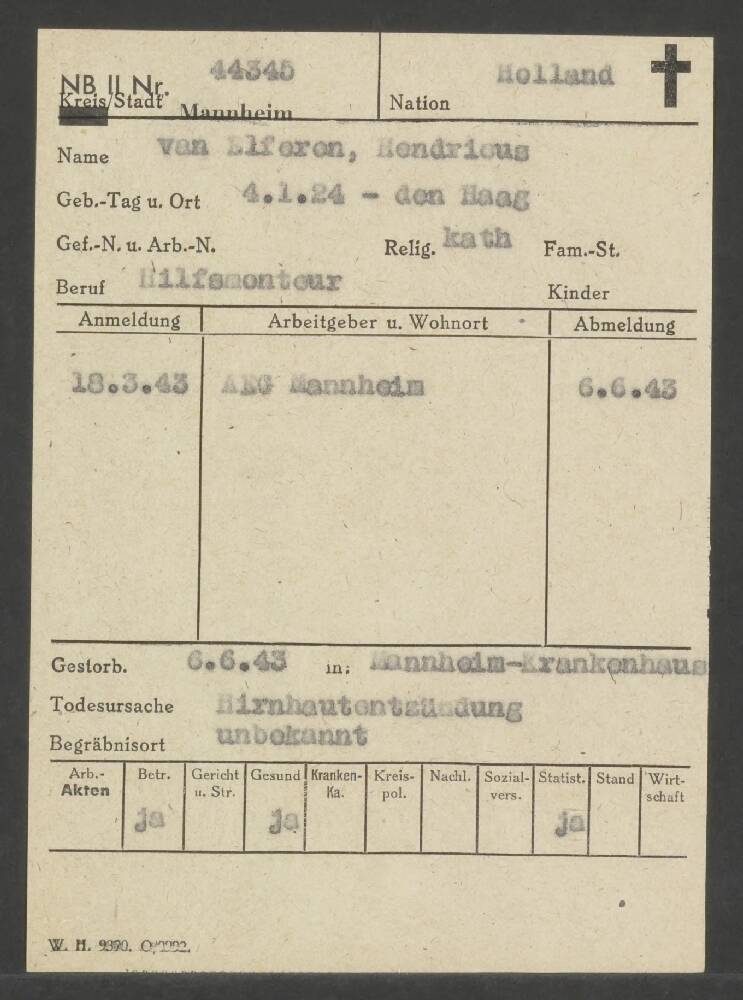 NB II Nr. 44345 Holland
Kreis/Stadt Mannheim Nation
Name van Elferen, Hendricus
Geb.-Tag u. Ort 4.1.24 - den Haag
Gef.-N. u. Arb.-N. Relig. kath Fam.-St.
Beruf Hilfsmonteur Kinder
Anmeldung Arbeitgeber u. Wohnort Abmeldung
18.3.43 AEG Mannheim 6.6.43
Gestorb. 6.6.43 in: Mannheim-Krankenhaus
Todesursache Hirnhautentzündung
Begräbnisort unbekannt
Arb.- Betr. Gericht Gesund Kranken- Kreis- Nachl. Sozial- Statist. Stand Wirt-
Akten u. Str. Ka. pol. vers. schaft
ja ja ja
W. H. 9390.